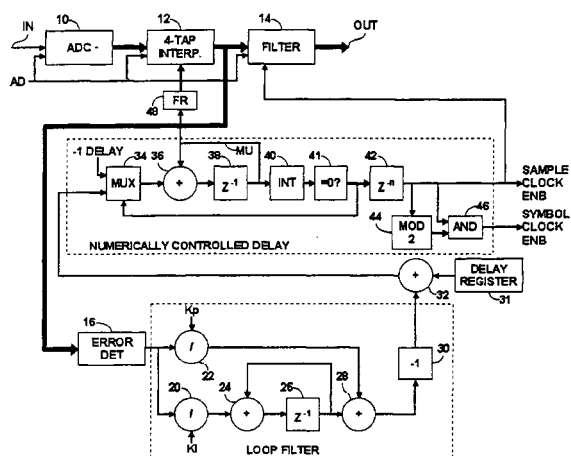 IN
10
ADC -
12
4-TAP
INTERP.
14
FILTER
OUT
AD
48
FR
-1 DELAY
34
MUX
36
+
MU
38
Z-1
40
INT
41
=0?
42
Z-n
SAMPLE
CLOCK
ENB
44
MOD
2
46
AND
SYMBOL
CLOCK
ENB
NUMERICALLY CONTROLLED DELAY
+
32
DELAY
REGISTER
31
16
ERROR
DET
Kp
/
22
30
-1
20
/
24
+
26
Z-1
28
+
KI
LOOP FILTER